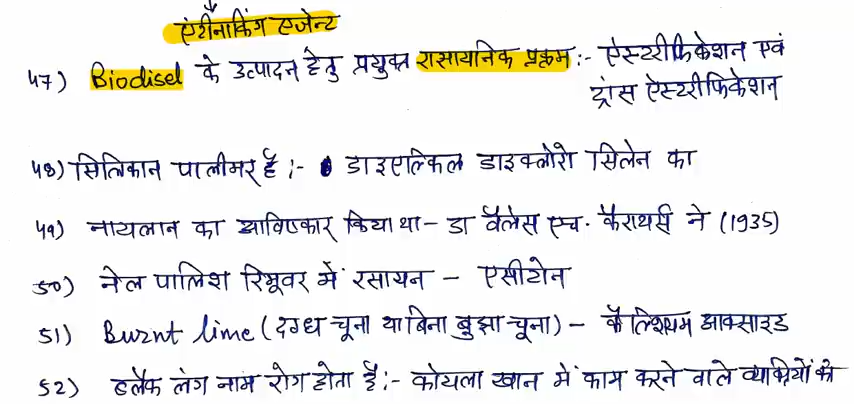 एंटीनाकिंग एजेन्ट
47) Biodisel के उत्पादन हेतु प्रयुक्त रासायनिक प्रक्रम :- ऐस्टरीफिकेशन एवं
ट्रांस ऐस्टरीफिकेशन
48) सिलिकान पालीमर है :- डाइएल्किल डाइक्लोरो सिलेन का
49) नायलान का आविष्कार किया था - डा वैलेस एच. कैराथर्स ने (1935)
50) नेल पालिश रिमूवर में रसायन - एसीटोन
51) Burnt lime (दग्ध चूना या बिना बुझा चूना) - कैल्शियम आक्साइड
52) ब्लैक लंग नाम रोग होता है :- कोयला खान में काम करने वाले व्यक्तियों को